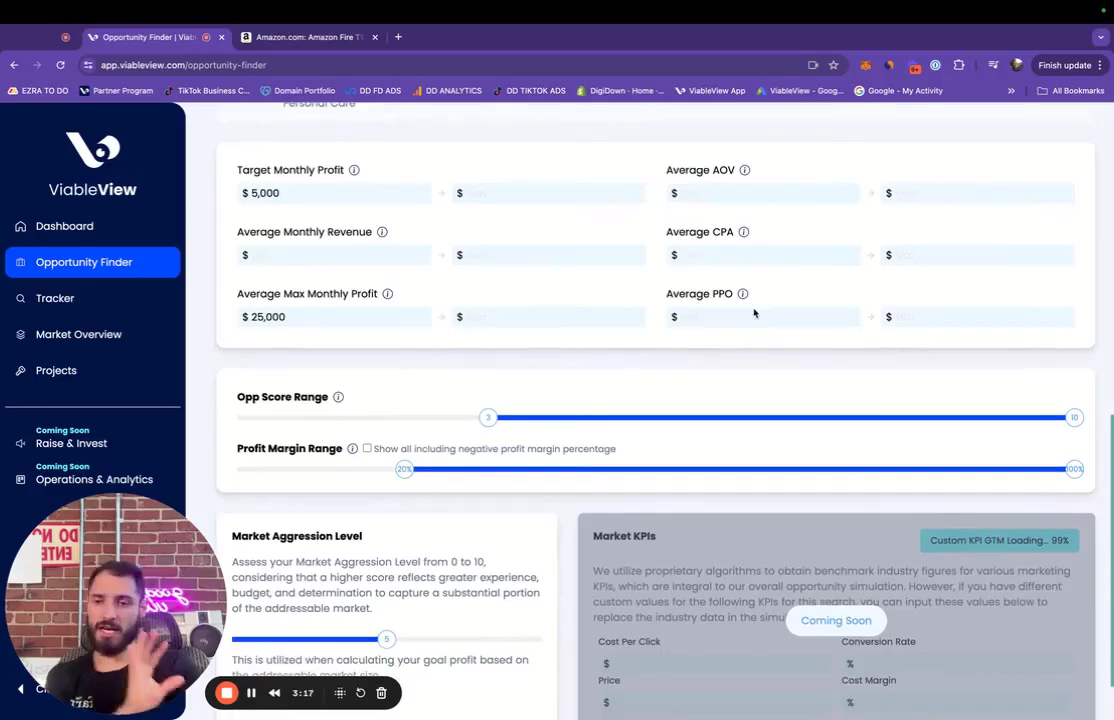 Opportunity Finder | Viabl
Amazon.com: Amazon Fire T
app.viableview.com/opportunity-finder
Finish update
EZRA TO DO
Partner Program
TikTok Business C...
Domain Portfolio
DD FD ADS
DD ANALYTICS
DD TIKTOK ADS
DigiDown - Home -...
ViableView App
ViableView – Goog...
Google - My Activity
All Bookmarks
Personal Care
ViableView
Dashboard
Opportunity Finder
Tracker
Market Overview
Projects
Coming Soon
Raise & Invest
Coming Soon
Operations & Analytics
Target Monthly Profit
$ 5,000
$
Average AOV
$
$
Average Monthly Revenue
$
$
Average CPA
$
$
Average Max Monthly Profit
$ 25,000
$
Average PPO
$
$
Opp Score Range
3
10
Profit Margin Range
Show all including negative profit margin percentage
20%
100%
Market Aggression Level
Assess your Market Aggression Level from 0 to 10,
considering that a higher score reflects greater experience,
budget, and determination to capture a substantial portion
of the addressable market.
5
This is utilized when calculating your goal profit based on
the addressable market size
Market KPIs
Custom KPI GTM Loading... 99%
We utilize proprietary algorithms to obtain benchmark industry figures for various marketing
KPIs, which are integral to our overall opportunity simulation. However, if you have different
custom values for the following KPIs for this search, you can input these values below to
replace the industry data in the simu
Coming Soon
Cost Per Click
$
Conversion Rate
%
Price
$
Cost Margin
%
DO NO
ENTER
good
3:17